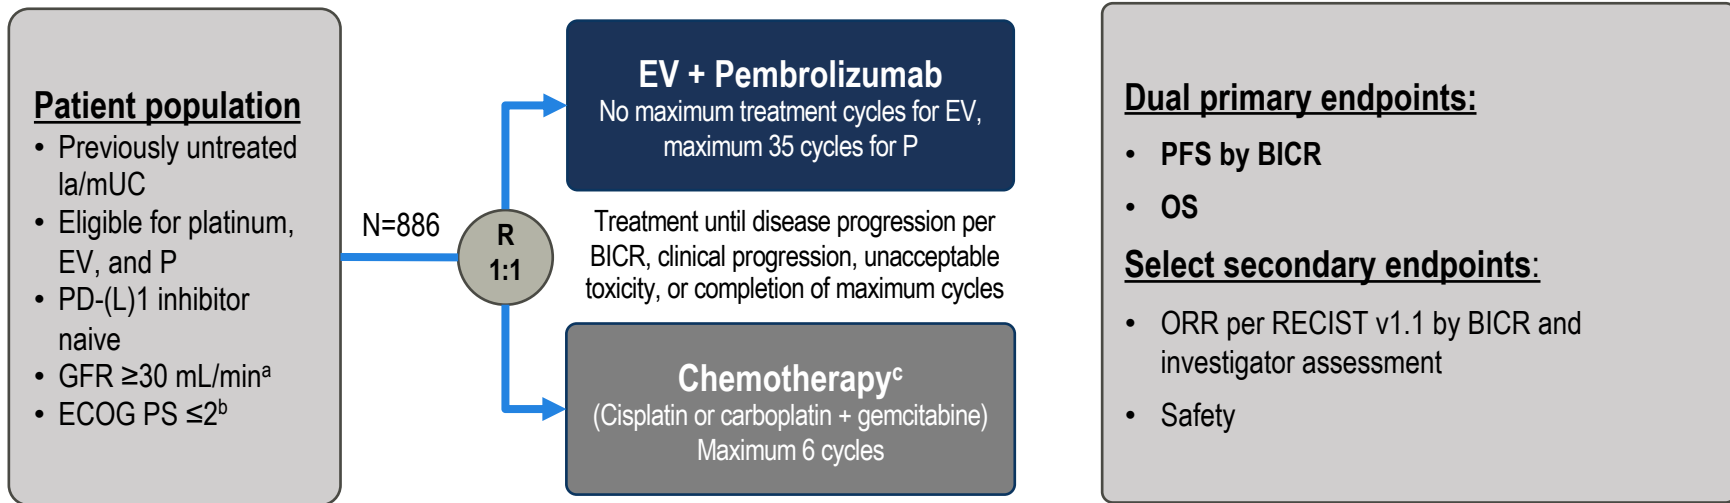 Patient population
• Previously untreated
la/mUC
• Eligible for platinum,
EV, and P
• PD-(L)1 inhibitor
naive
• GFR ≥30 mL/minᵃ
• ECOG PS ≤2ᵇ
N=886
R
1:1
EV + Pembrolizumab
No maximum treatment cycles for EV,
maximum 35 cycles for P
Treatment until disease progression per
BICR, clinical progression, unacceptable
toxicity, or completion of maximum cycles
Chemotherapyᶜ
(Cisplatin or carboplatin + gemcitabine)
Maximum 6 cycles
Dual primary endpoints:
• PFS by BICR
• OS
Select secondary endpoints:
• ORR per RECIST v1.1 by BICR and
investigator assessment
• Safety